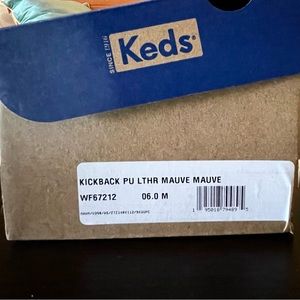 SINCE 1916
Keds
KICKBACK PU LTHR MAUVE MAUVE
WF67212 06.0 M